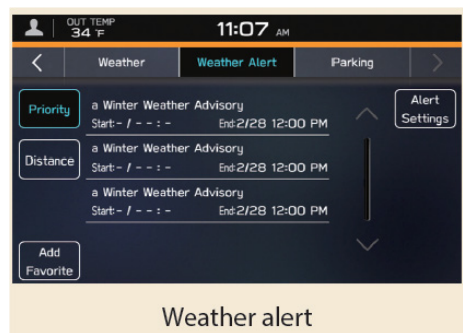 OUT TEMP
34 °F
11:07 AM
Weather
Weather Alert
Parking
Priority
Distance
Add
Favorite
a Winter Weather Advisory
Start:- / - - : -
End:2/28 12:00 PM
a Winter Weather Advisory
Start:- / - - : -
End:2/28 12:00 PM
a Winter Weather Advisory
Start:- / - - : -
End:2/28 12:00 PM
Alert
Settings
Weather alert